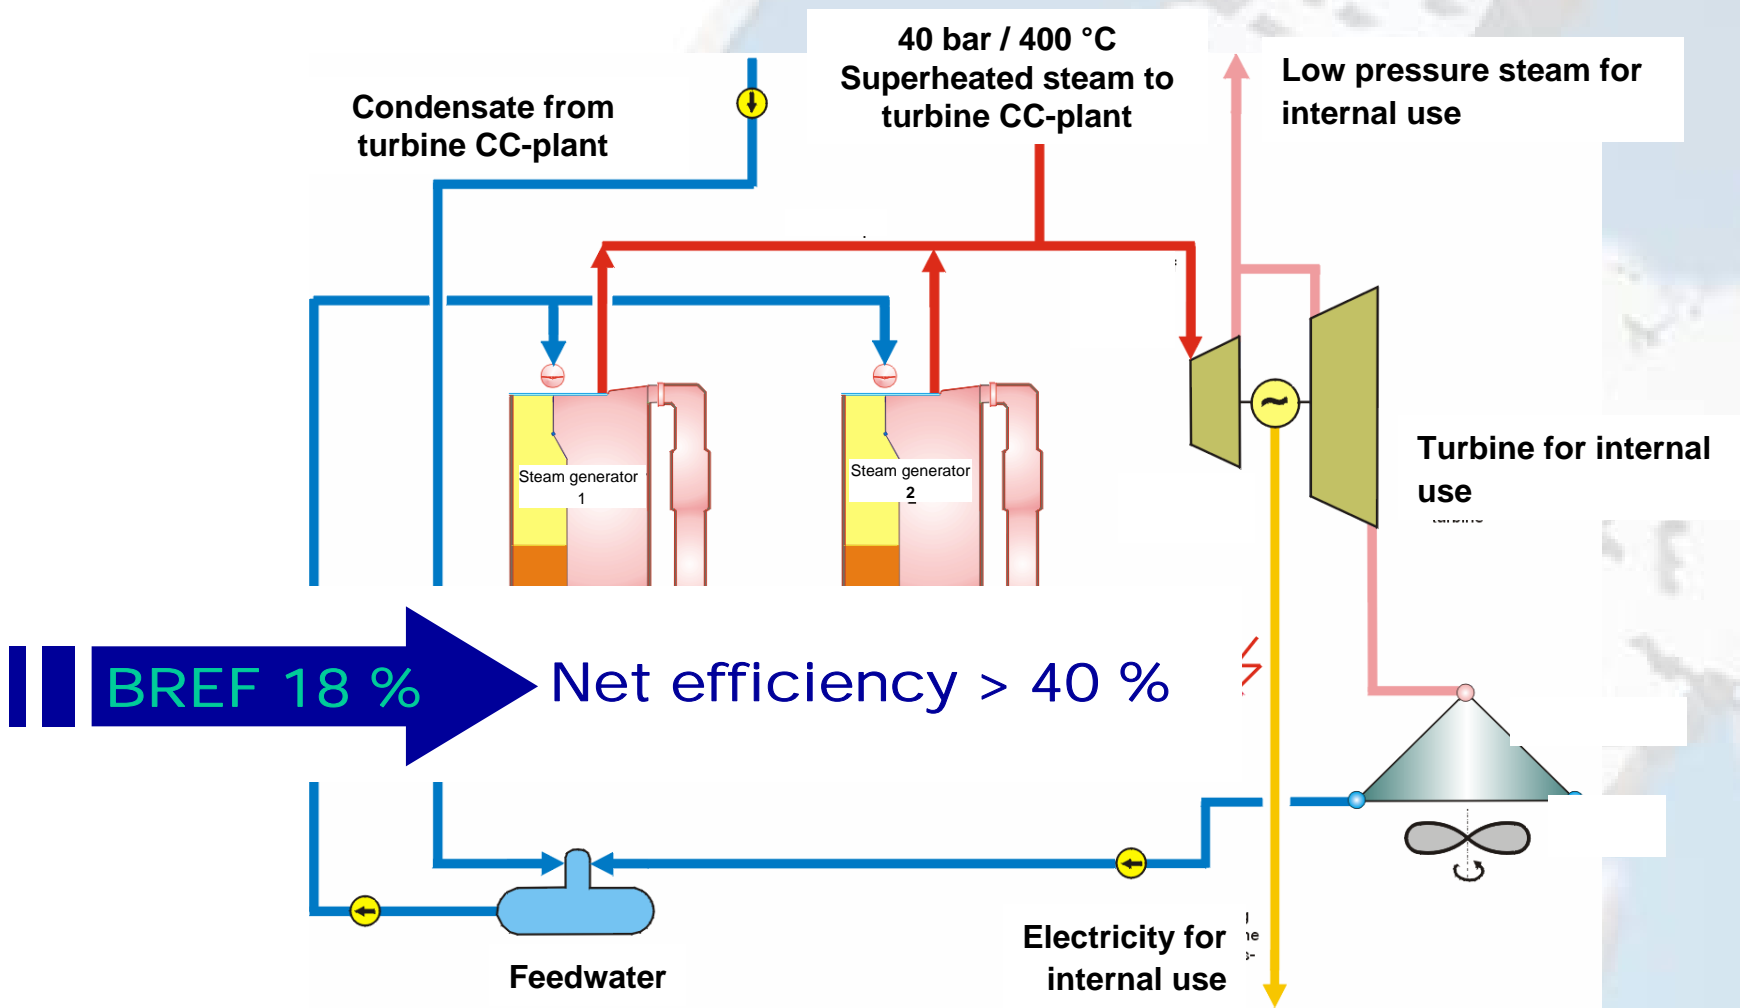 40 bar / 400 °C
Superheated steam to
turbine CC-plant
Low pressure steam for
internal use
Condensate from
turbine CC-plant
Steam generator
1
Steam generator
2
Turbine for internal
use
BREF 18 %
Net efficiency > 40 %
Electricity for
internal use
Feedwater